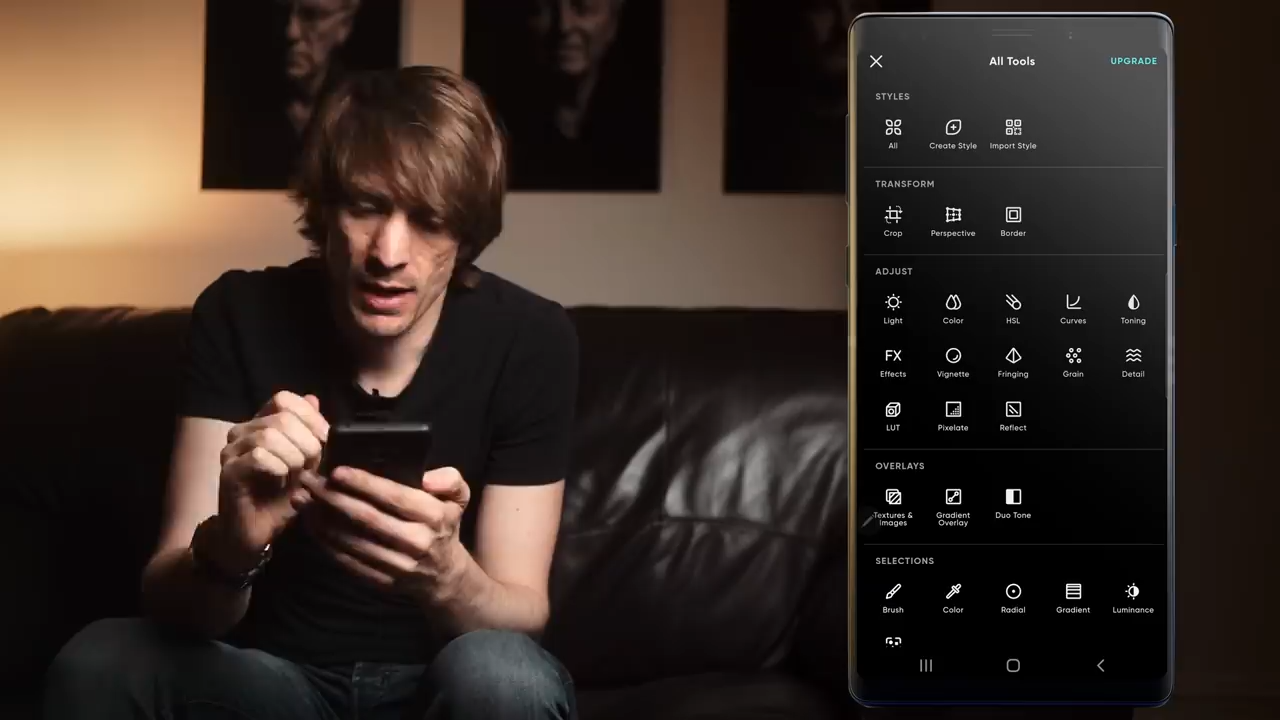 All Tools
UPGRADE
STYLES
All
Create Style
Import Style
TRANSFORM
Crop
Perspective
Border
ADJUST
Light
Color
HSL
Curves
Toning
FX
Effects
Vignette
Fringing
Grain
Detail
LUT
Pixelate
Reflect
OVERLAYS
Textures &
Images
Gradient
Overlay
Duo Tone
SELECTIONS
Brush
Color
Radial
Gradient
Luminance